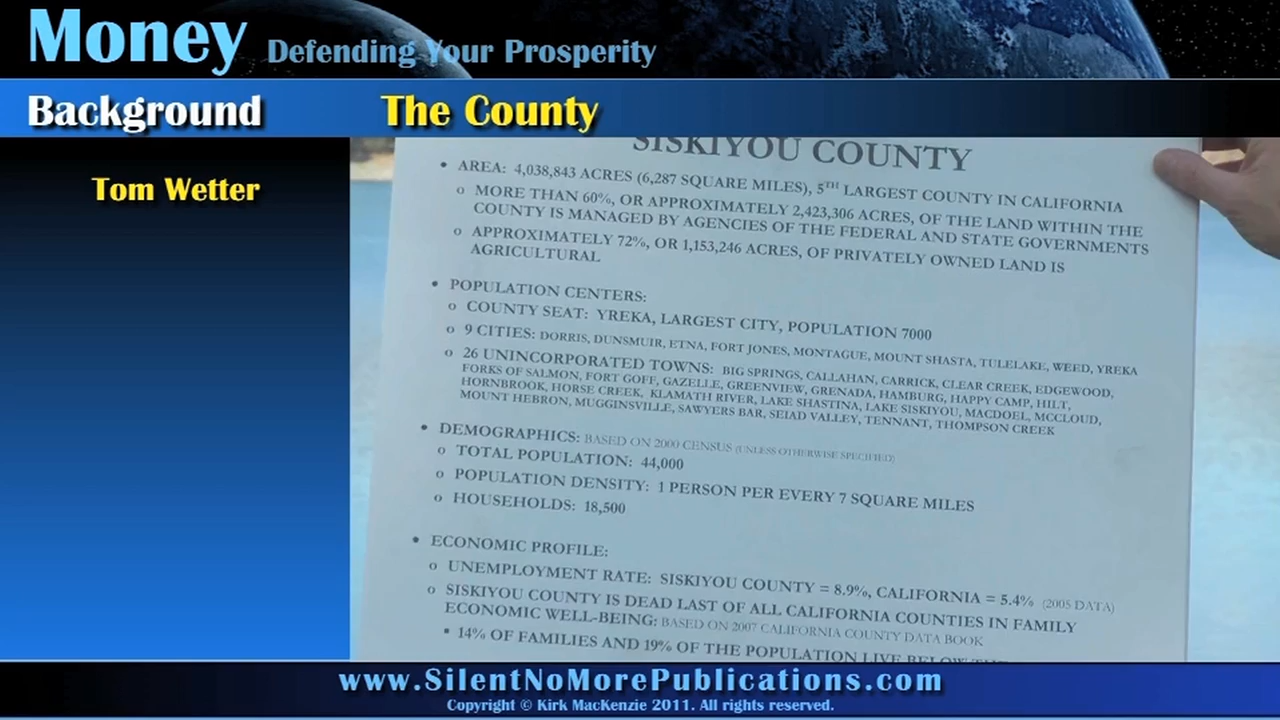 Money Defending Your Prosperity
Background The County
Tom Wetter
SISKIYOU COUNTY
• AREA: 4,038,843 ACRES (6,287 SQUARE MILES), 5TH LARGEST COUNTY IN CALIFORNIA
o MORE THAN 60%, OR APPROXIMATELY 2,423,306 ACRES, OF THE LAND WITHIN THE
COUNTY IS MANAGED BY AGENCIES OF THE FEDERAL AND STATE GOVERNMENTS
o APPROXIMATELY 72%, OR 1,153,246 ACRES, OF PRIVATELY OWNED LAND IS
AGRICULTURAL
• POPULATION CENTERS:
o COUNTY SEAT: YREKA, LARGEST CITY, POPULATION 7000
o 9 CITIES: DORRIS, DUNSMUIR, ETNA, FORT JONES, MONTAGUE, MOUNT SHASTA, TULELAKE, WEED, YREKA
o 26 UNINCORPORATED TOWNS: BIG SPRINGS, CALLAHAN, CARRICK, CLEAR CREEK, EDGEWOOD,
FORKS OF SALMON, FORT GOFF, GAZELLE, GREENVIEW, GRENADA, HAMBURG, HAPPY CAMP, HILT,
HORNBROOK, HORSE CREEK, KLAMATH RIVER, LAKE SHASTINA, LAKE SISKIYOU, MACDOEL, MCCLOUD,
MOUNT HEBRON, MUGGINSVILLE, SAWYERS BAR, SEIAD VALLEY, TENNANT, THOMPSON CREEK
• DEMOGRAPHICS: BASED ON 2000 CENSUS (UNLESS OTHERWISE SPECIFIED)
o TOTAL POPULATION: 44,000
o POPULATION DENSITY: 1 PERSON PER EVERY 7 SQUARE MILES
o HOUSEHOLDS: 18,500
• ECONOMIC PROFILE:
o UNEMPLOYMENT RATE: SISKIYOU COUNTY = 8.9%, CALIFORNIA = 5.4% (2005 DATA)
o SISKIYOU COUNTY IS DEAD LAST OF ALL CALIFORNIA COUNTIES IN FAMILY
ECONOMIC WELL-BEING: BASED ON 2007 CALIFORNIA COUNTY DATA BOOK
▪ 14% OF FAMILIES AND 19% OF THE POPULATION LIVE BELOW THE
www.SilentNoMorePublications.com
Copyright © Kirk MacKenzie 2011. All rights reserved.